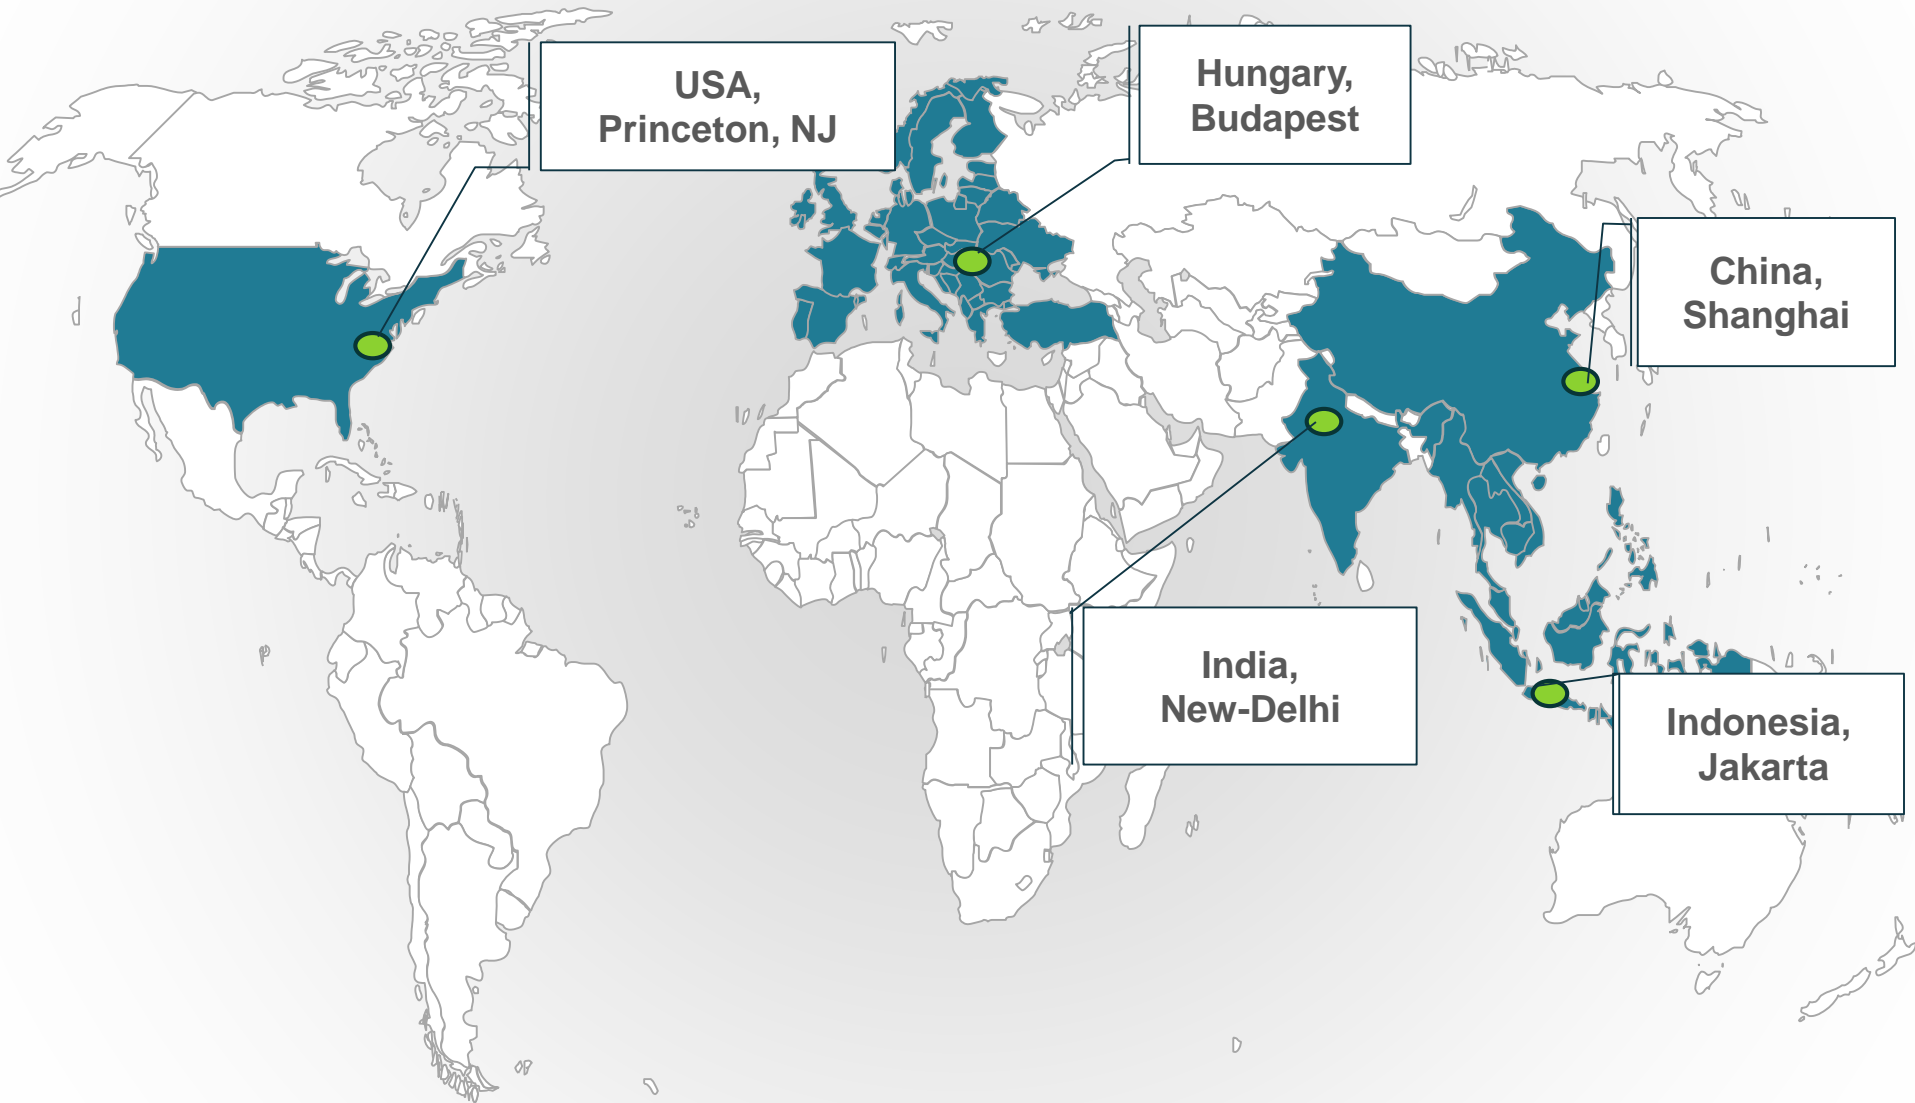 USA,
Princeton, NJ
Hungary,
Budapest
China,
Shanghai
India,
New-Delhi
Indonesia,
Jakarta